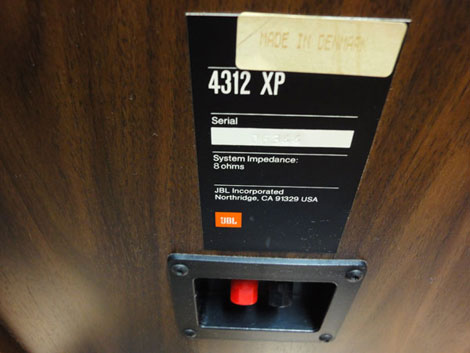 MADE IN DENMARK
4312 XP
Serial
System Impedance:
8 ohms
JBL Incorporated
Northridge, CA 91329 USA
JBL